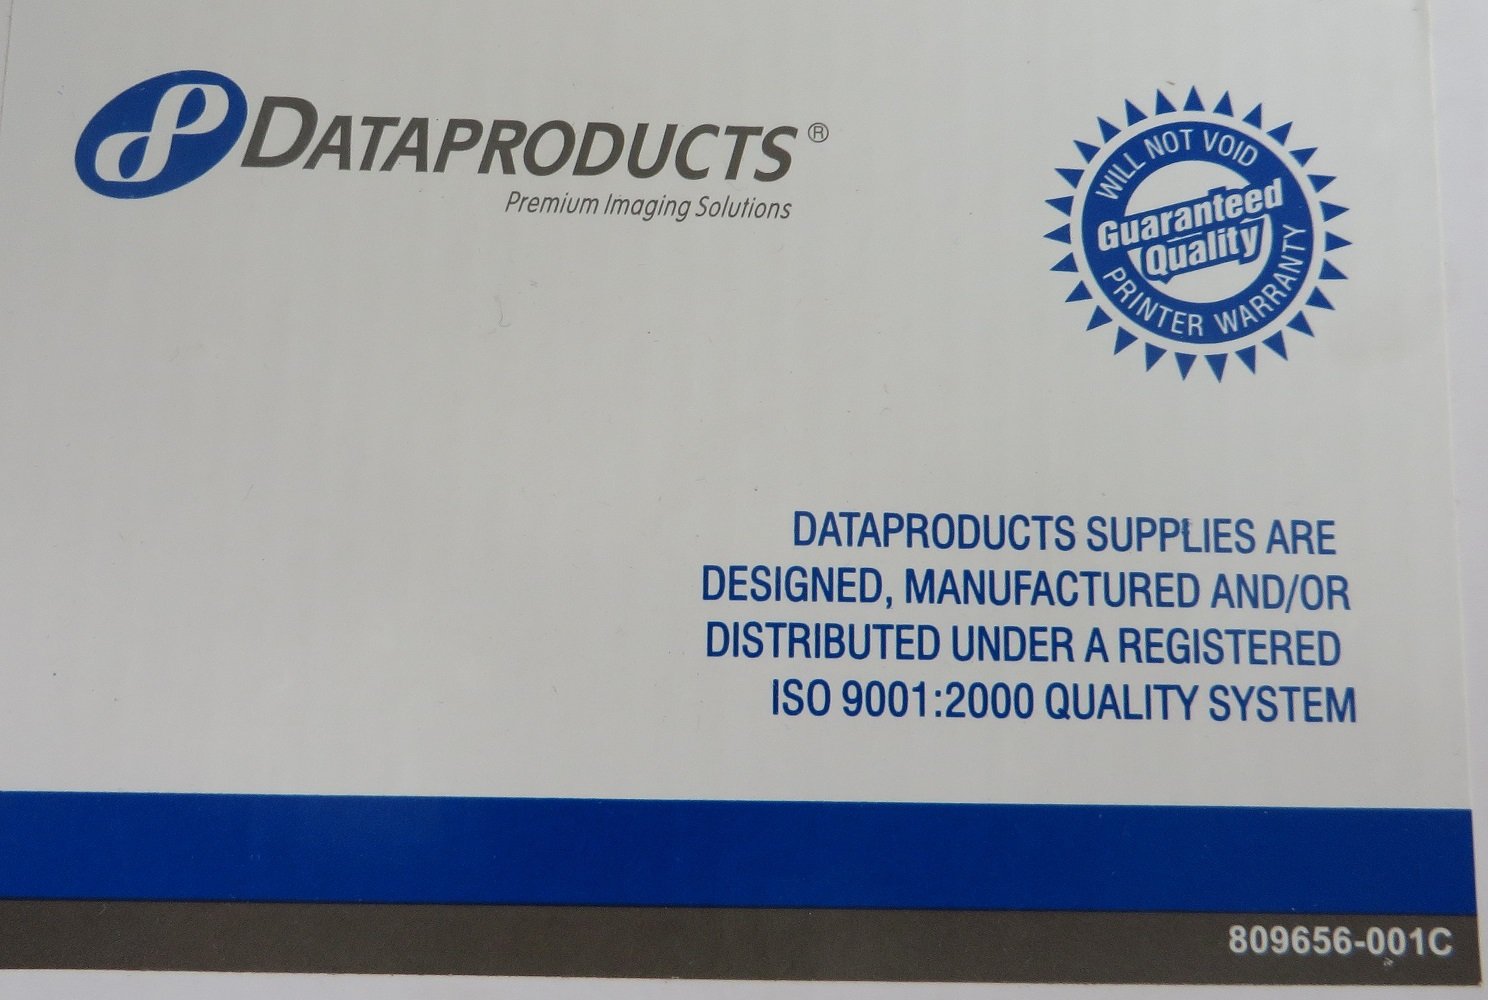 DATAPRODUCTS®
Premium Imaging Solutions
WILL NOT VOID
Guaranteed
Quality
PRINTER WARRANTY
DATAPRODUCTS SUPPLIES ARE
DESIGNED, MANUFACTURED AND/OR
DISTRIBUTED UNDER A REGISTERED
ISO 9001:2000 QUALITY SYSTEM
809656-001C